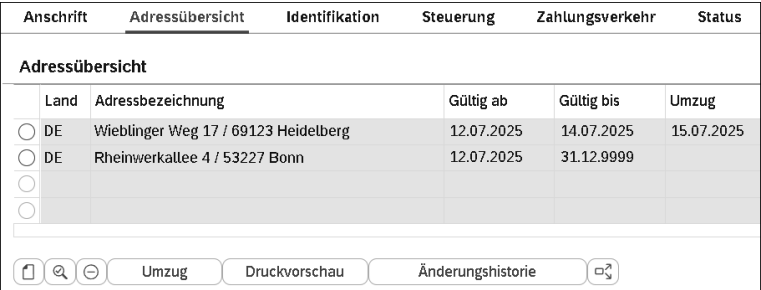 Anschrift Adressübersicht Identifikation Steuerung Zahlungsverkehr Status
Adressübersicht
Land Adressbezeichnung Gültig ab Gültig bis Umzug
DE Wieblinger Weg 17 / 69123 Heidelberg 12.07.2025 14.07.2025 15.07.2025
DE Rheinwerkallee 4 / 53227 Bonn 12.07.2025 31.12.9999
Umzug Druckvorschau Änderungshistorie